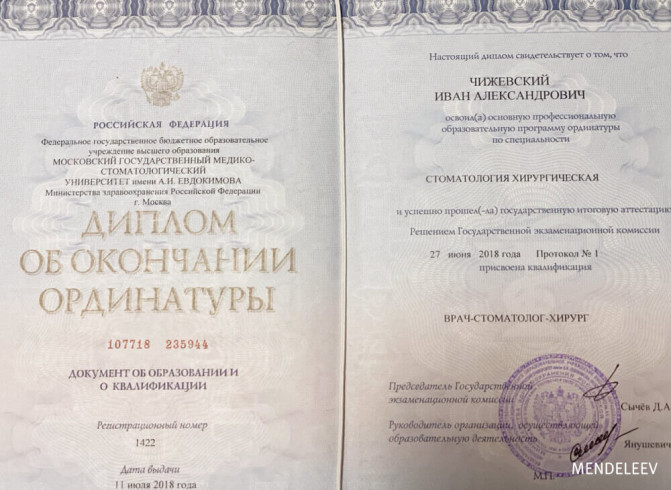 РОССИЙСКАЯ ФЕДЕРАЦИЯ
Федеральное государственное бюджетное образовательное
учреждение высшего образования
МОСКОВСКИЙ ГОСУДАРСТВЕННЫЙ МЕДИКО-
СТОМАТОЛОГИЧЕСКИЙ
УНИВЕРСИТЕТ имени А.И. ЕВДОКИМОВА
Министерства здравоохранения Российской Федерации
г. Москва
ДИПЛОМ
ОБ ОКОНЧАНИИ
ОРДИНАТУРЫ
107718 235944
ДОКУМЕНТ ОБ ОБРАЗОВАНИИ И
О КВАЛИФИКАЦИИ
Регистрационный номер
1422
Дата выдачи
11 июля 2018 года
Настоящий диплом свидетельствует о том, что
ЧИЖЕВСКИЙ
ИВАН АЛЕКСАНДРОВИЧ
освоил(а) основную профессиональную
образовательную программу ординатуры
по специальности
СТОМАТОЛОГИЯ ХИРУРГИЧЕСКАЯ
и успешно прошел(-ла) государственную итоговую аттестацию
Решением Государственной экзаменационной комиссии
27 июня 2018 года Протокол № 1
присвоена квалификация
ВРАЧ-СТОМАТОЛОГ-ХИРУРГ
Председатель Государственной
экзаменационной комиссии
Сычёв Д.А
Руководитель организации, осуществляющей
образовательную деятельность
Янушевич
М.П.
MENDELEEV